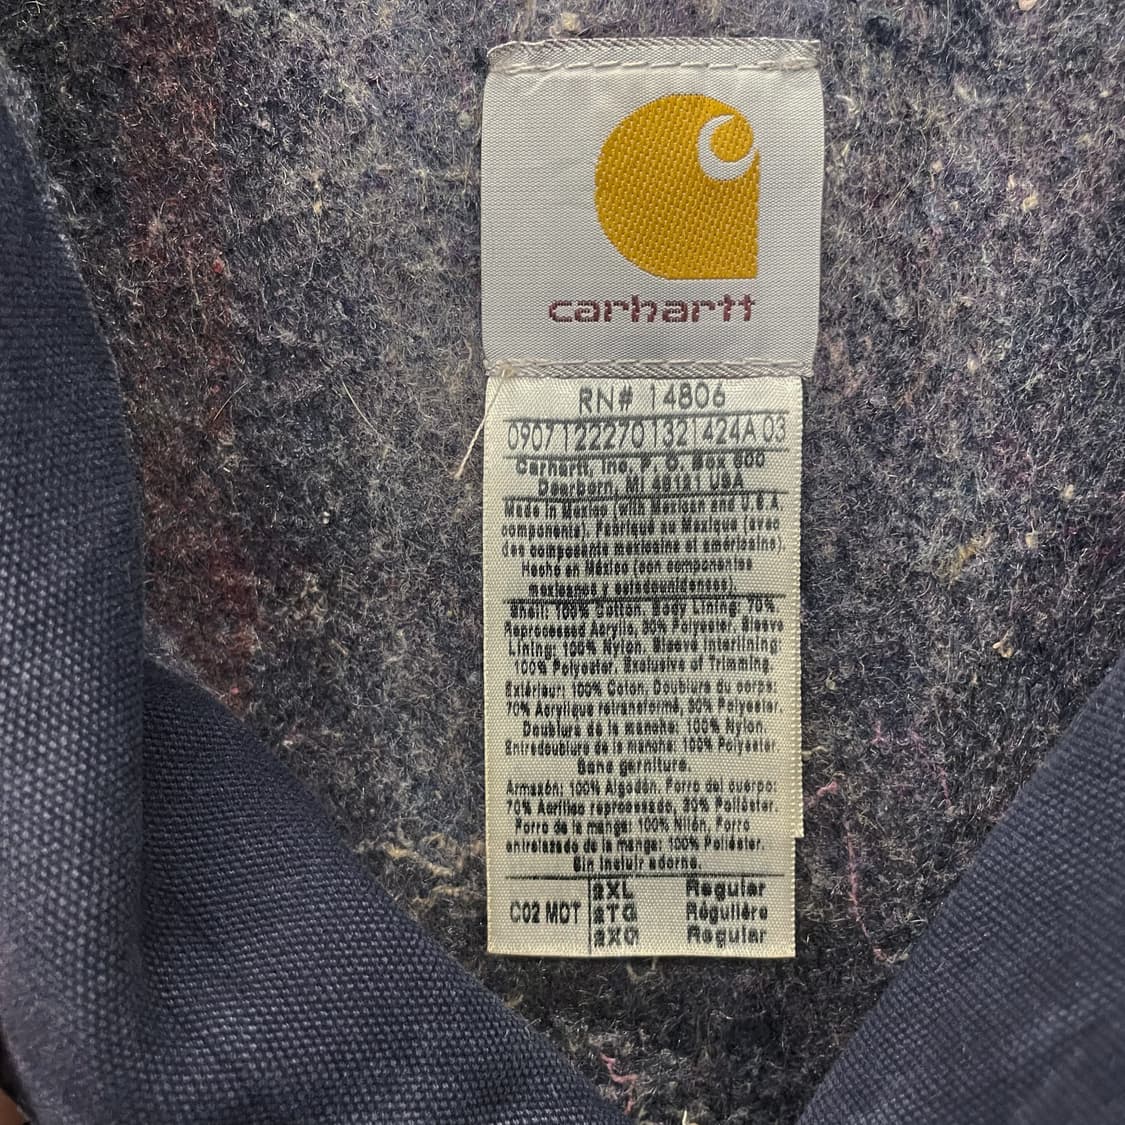 carhartt
RN# 14806
09071222701321424A 03
Carhartt, Inc. P. O. Box 600
Dearborn, MI 48121 USA
Made in Mexico (with Mexican and U.S.A.
components). Fabriqué au Mexique (avec
des composants mexicains et américains).
Hecho en México (con componentes
mexicanos y estadounidenses).
Shell: 100% Cotton. Body Lining: 70%
Reprocessed Acrylic, 30% Polyester. Sleeve
Lining: 100% Nylon. Sleeve Interlining
100% Polyester. Exclusive of Trimming.
Extérieur: 100% Coton. Doublure du corps:
70% Acrylique retransformé, 30% Polyester.
Doublure de la manche: 100% Nylon.
Entredoublure de la manche: 100% Polyester
Sans garniture.
Armazón: 100% Algodón. Forro del cuerpo:
70% Acrílico reprocesado, 30% Poliéster.
Forro de la manga: 100% Nilón, Forro
entrelazado de la manga: 100% Poliéster.
Sin incluir adorno.
C02 MDT
2XL Regular
2TG Régulière
2XG Regular